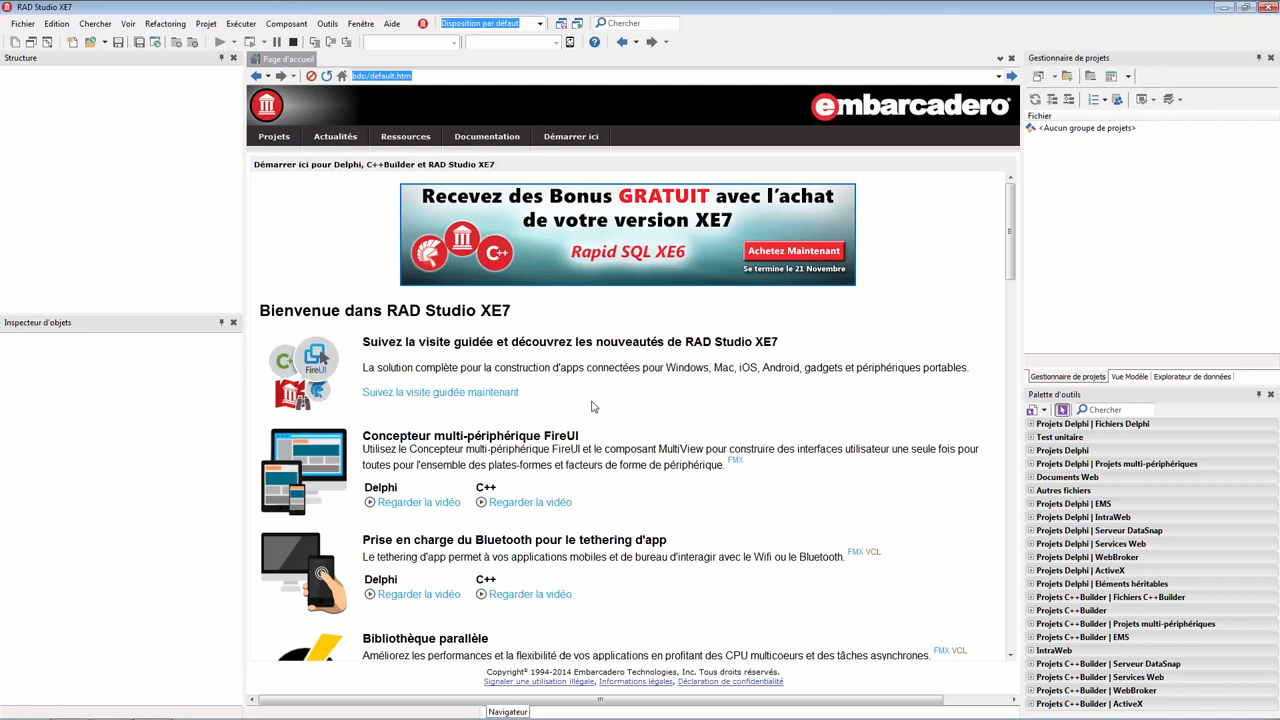 RAD Studio XE7
Fichier Edition Chercher Voir Refactoring Projet Exécuter Composant Outils Fenêtre Aide Disposition par défaut Chercher
Structure
Page d'accueil
bds:/default.htm
embarcadero
Projets Actualités Ressources Documentation Démarrer ici
Démarrer ici pour Delphi, C++Builder et RAD Studio XE7
Recevez des Bonus GRATUIT avec l'achat
de votre version XE7
C++
Rapid SQL XE6
Achetez Maintenant
Se termine le 21 Novembre
Bienvenue dans RAD Studio XE7
FireUI
Suivez la visite guidée et découvrez les nouveautés de RAD Studio XE7
La solution complète pour la construction d'apps connectées pour Windows, Mac, iOS, Android, gadgets et périphériques portables.
Suivez la visite guidée maintenant
Concepteur multi-périphérique FireUI
Utilisez le Concepteur multi-périphérique FireUI et le composant MultiView pour construire des interfaces utilisateur une seule fois pour
toutes pour l'ensemble des plates-formes et facteurs de forme de périphérique. FMX
Delphi C++
Regarder la vidéo Regarder la vidéo
Prise en charge du Bluetooth pour le tethering d'app
Le tethering d'app permet à vos applications mobiles et de bureau d'interagir avec le Wifi ou le Bluetooth. FMX VCL
Delphi C++
Regarder la vidéo Regarder la vidéo
Bibliothèque parallèle
Améliorez les performances et la flexibilité de vos applications en profitant des CPU multicoeurs et des tâches asynchrones. FMX VCL
Copyright© 1994-2014 Embarcadero Technologies, Inc. Tous droits réservés.
Signaler une utilisation illégale, Informations légales, Déclaration de confidentialité
Navigateur
Inspecteur d'objets
Gestionnaire de projets
Fichier
<Aucun groupe de projets>
Gestionnaire de projets Vue Modèle Explorateur de données
Palette d'outils
Chercher
Projets Delphi | Fichiers Delphi
Test unitaire
Projets Delphi
Projets Delphi | Projets multi-périphériques
Documents Web
Autres fichiers
Projets Delphi | EMS
Projets Delphi | IntraWeb
Projets Delphi | Serveur DataSnap
Projets Delphi | Services Web
Projets Delphi | WebBroker
Projets Delphi | ActiveX
Projets Delphi | Eléments héritables
Projets C++Builder | Fichiers C++Builder
Projets C++Builder
Projets C++Builder | Projets multi-périphériques
Projets C++Builder | EMS
IntraWeb
Projets C++Builder | Serveur DataSnap
Projets C++Builder | Services Web
Projets C++Builder | WebBroker
Projets C++Builder | ActiveX